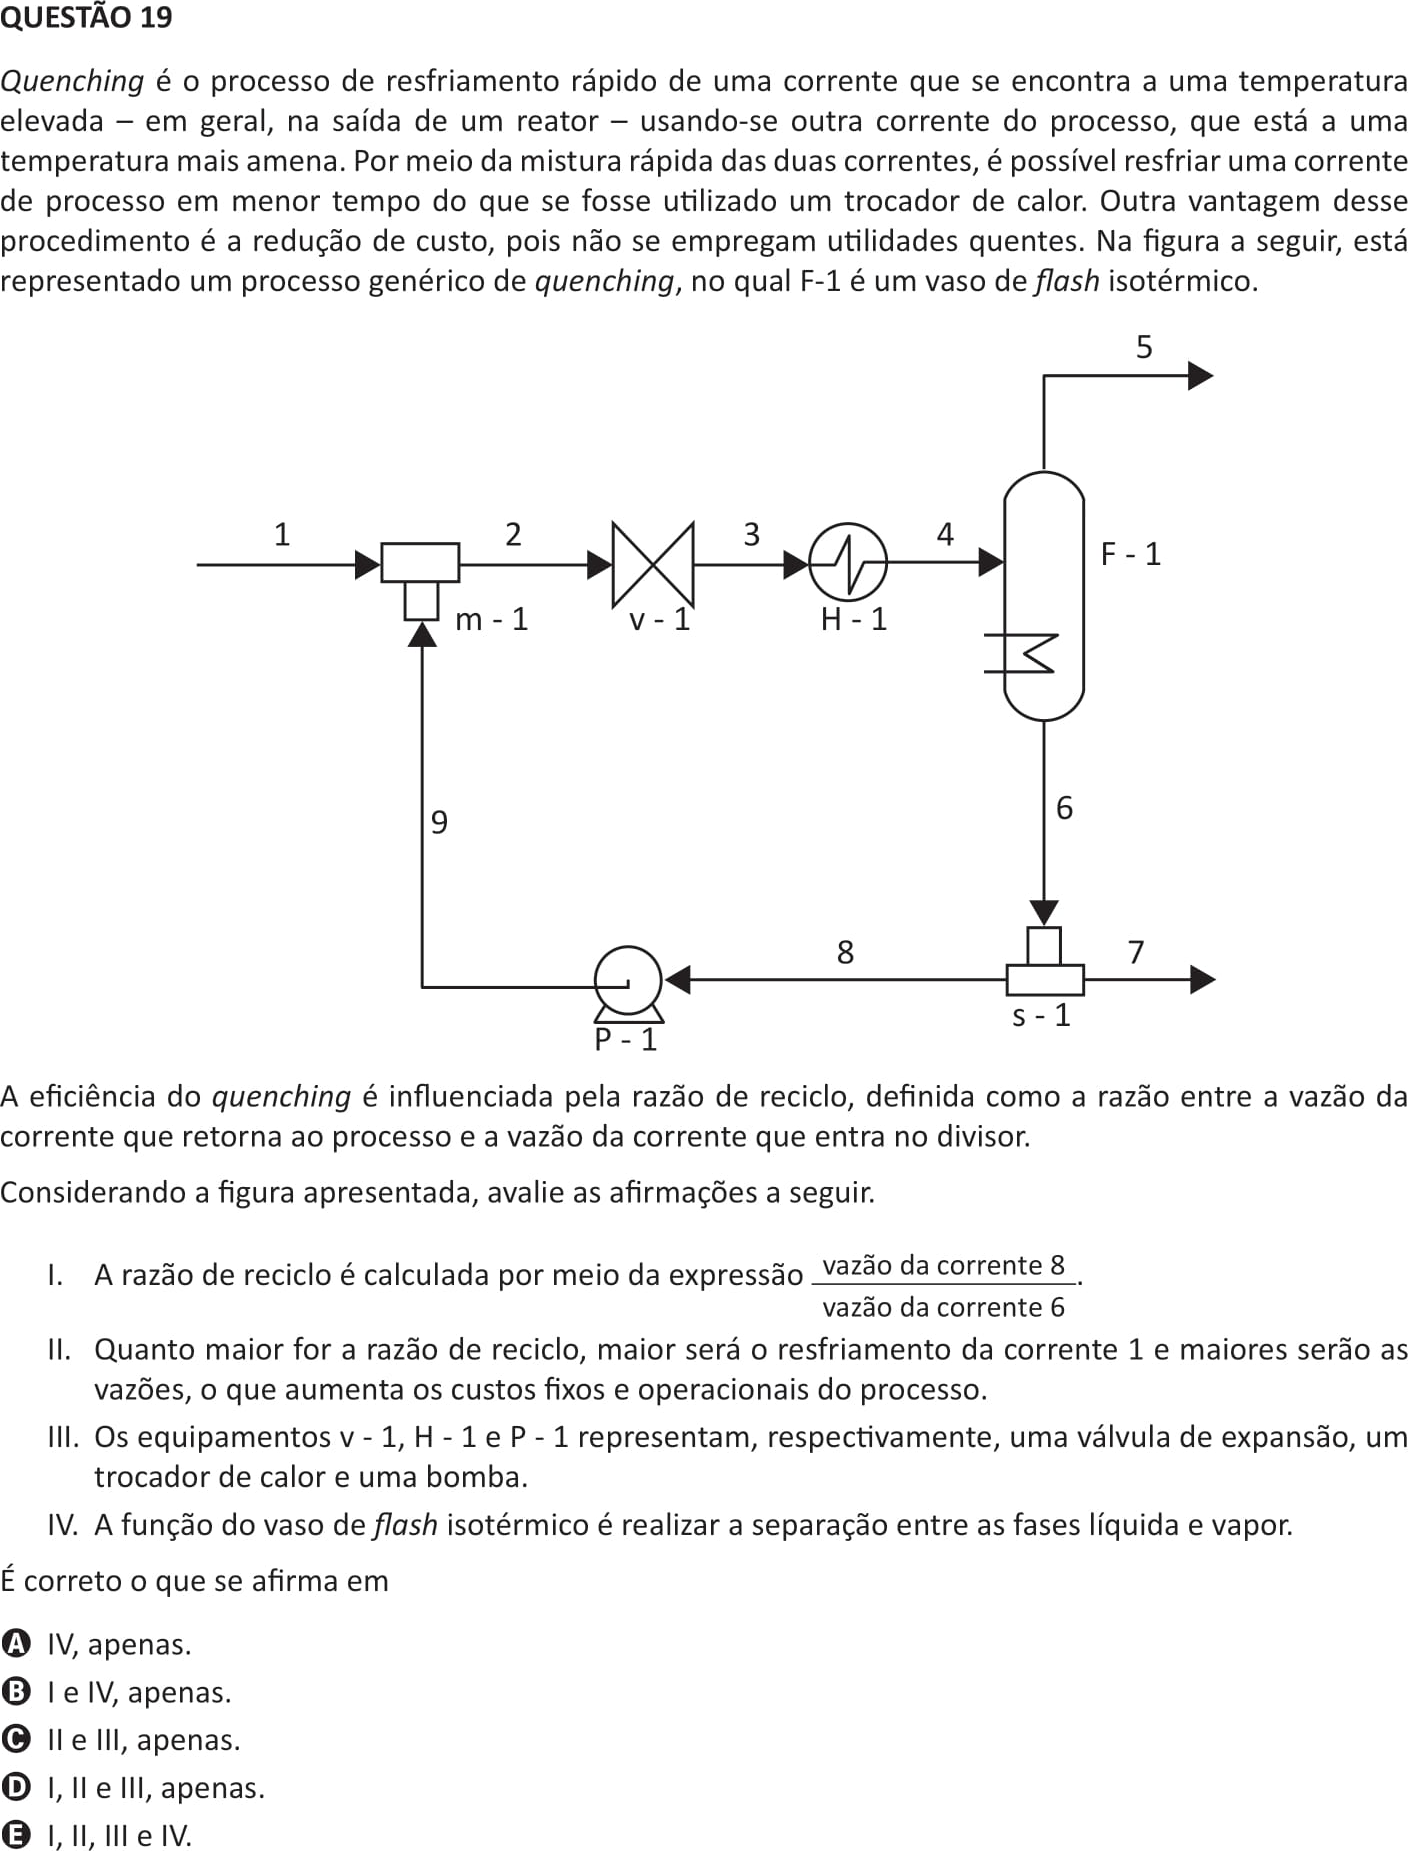 QUESTÃO 19
Quenching é o processo de resfriamento rápido de uma corrente que se encontra a uma temperatura
elevada – em geral, na saída de um reator – usando-se outra corrente do processo, que está a uma
temperatura mais amena. Por meio da mistura rápida das duas correntes, é possível resfriar uma corrente
de processo em menor tempo do que se fosse utilizado um trocador de calor. Outra vantagem desse
procedimento é a redução de custo, pois não se empregam utilidades quentes. Na figura a seguir, está
representado um processo genérico de quenching, no qual F-1 é um vaso de flash isotérmico.
5
1
2
3
4
F - 1
m - 1
v - 1
H - 1
9
6
8
7
s - 1
P - 1
A eficiência do quenching é influenciada pela razão de reciclo, definida como a razão entre a vazão da
corrente que retorna ao processo e a vazão da corrente que entra no divisor.
Considerando a figura apresentada, avalie as afirmações a seguir.
I. A razão de reciclo é calculada por meio da expressão vazão da corrente 8
vazão da corrente 6.
II. Quanto maior for a razão de reciclo, maior será o resfriamento da corrente 1 e maiores serão as
vazões, o que aumenta os custos fixos e operacionais do processo.
III. Os equipamentos v - 1, H - 1 e P - 1 representam, respectivamente, uma válvula de expansão, um
trocador de calor e uma bomba.
IV. A função do vaso de flash isotérmico é realizar a separação entre as fases líquida e vapor.
É correto o que se afirma em
A IV, apenas.
B I e IV, apenas.
C II e III, apenas.
D I, II e III, apenas.
E I, II, III e IV.